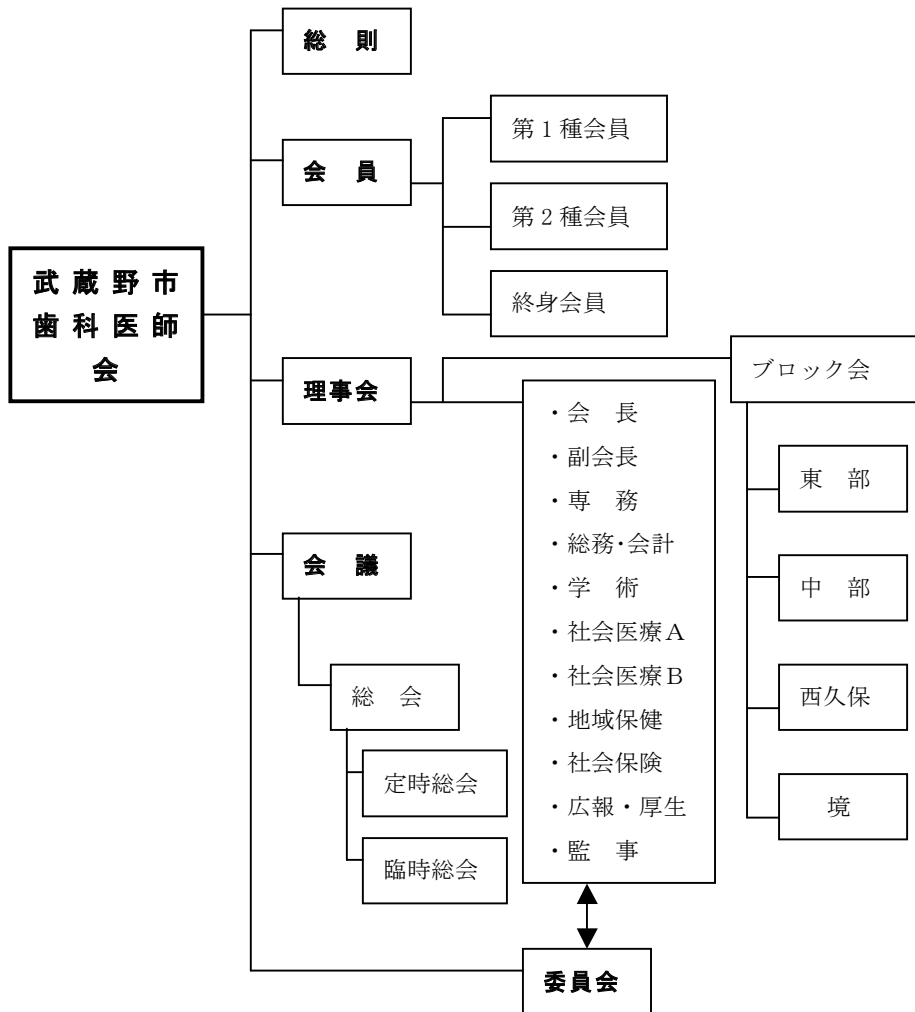 総　則
会　員
第１種会員
第２種会員
終身会員
武 蔵 野 市
歯 科 医 師
会
理事会
ブロック会
・会　長
・副会長
・専　務
・総務・会計
・学　術
・社会医療Ａ
・社会医療Ｂ
・地域保健
・社会保険
・広報・厚生
・監　事
東　部
中　部
西久保
境
会　議
総　会
定時総会
臨時総会
委員会